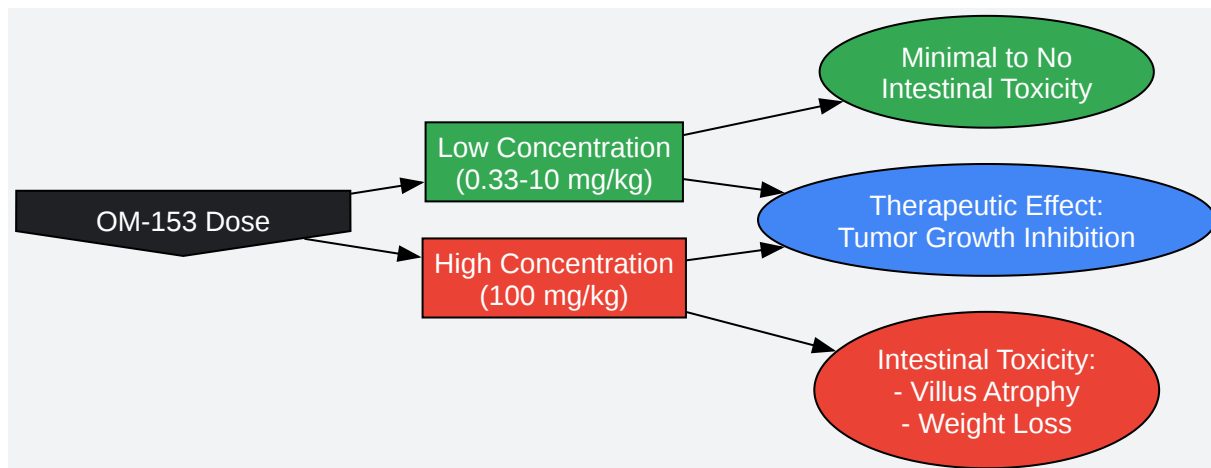 OM-153 Dose
Low Concentration
(0.33-10 mg/kg)
High Concentration
(100 mg/kg)
Minimal to No
Intestinal Toxicity
Therapeutic Effect:
Tumor Growth Inhibition
Intestinal Toxicity:
- Villus Atrophy
- Weight Loss